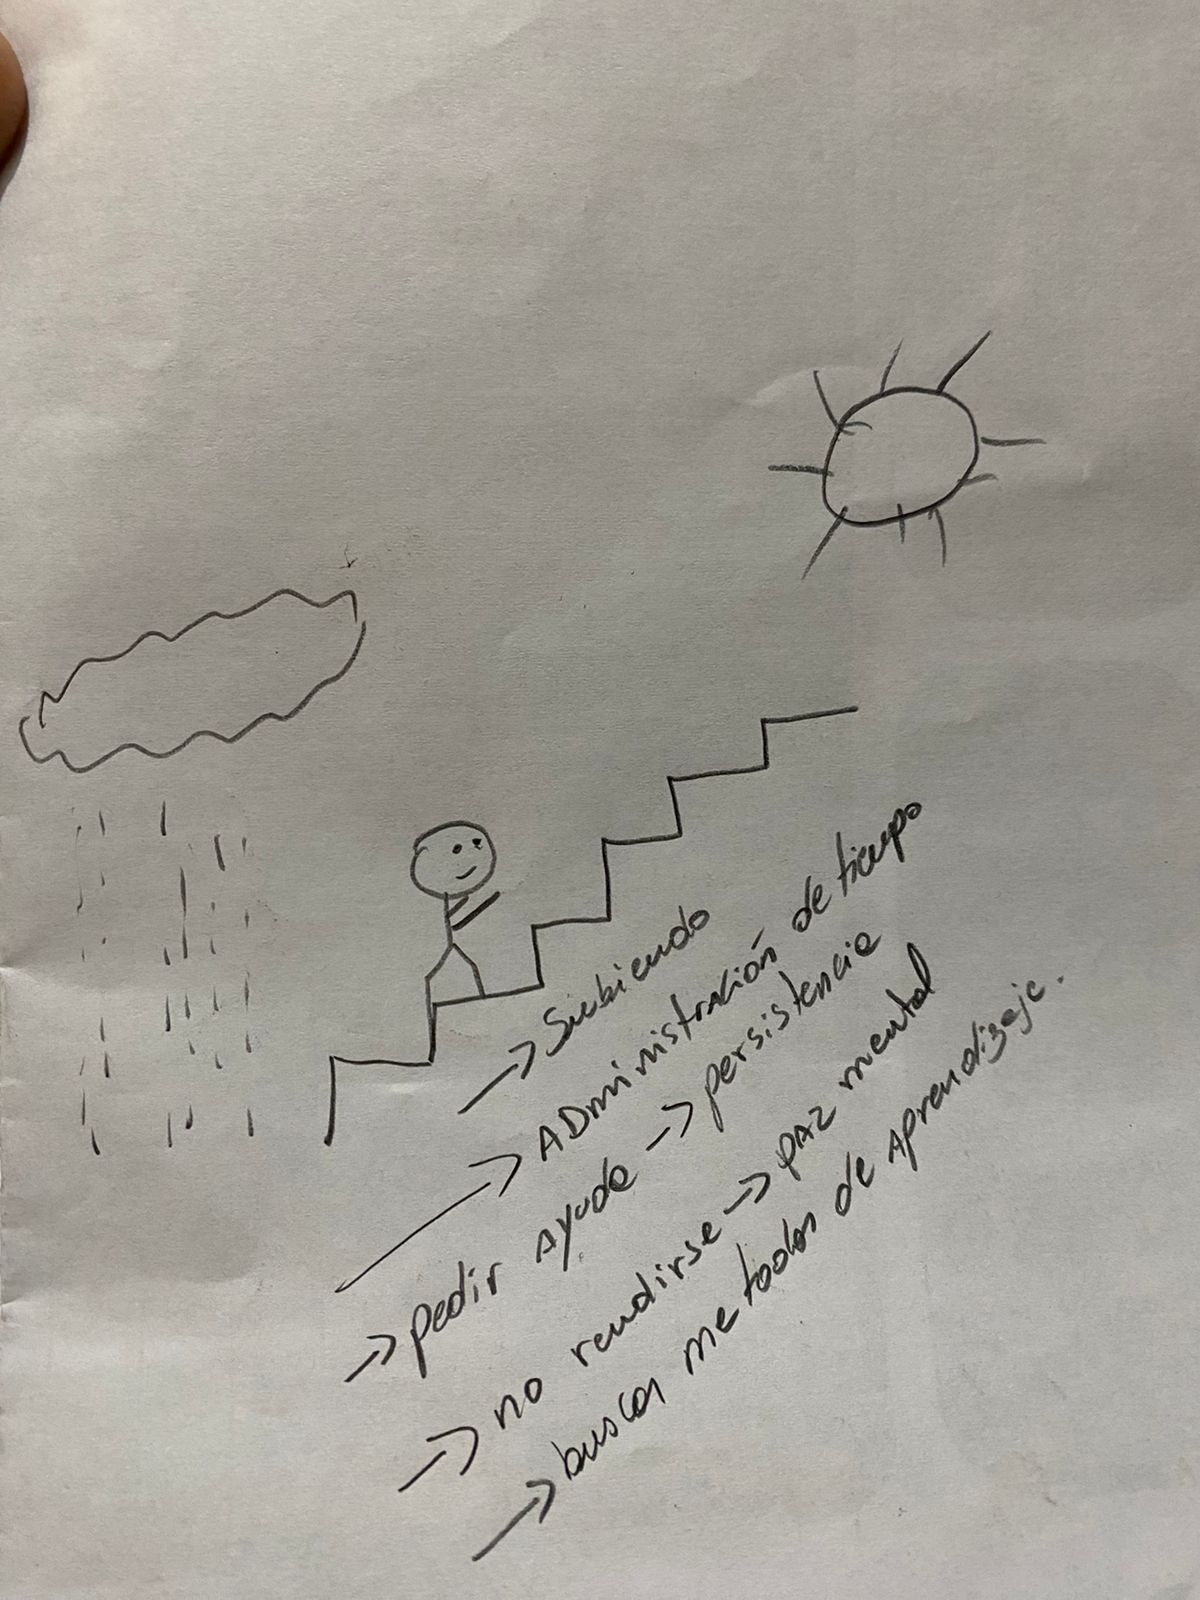 → Subiendo
→ ADministración de tiempo
→ pedir Ayuda → persistencia
→ no rendirse → pAz mental
→ buscar metodos de Aprendizaje.